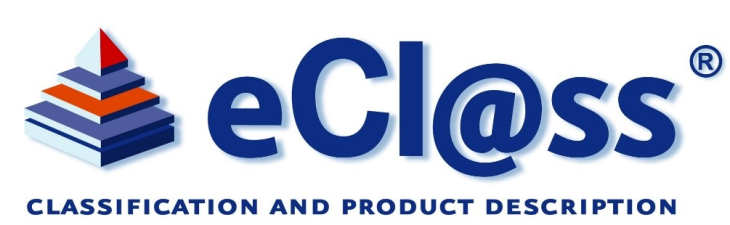 eCl@ss®
CLASSIFICATION AND PRODUCT DESCRIPTION